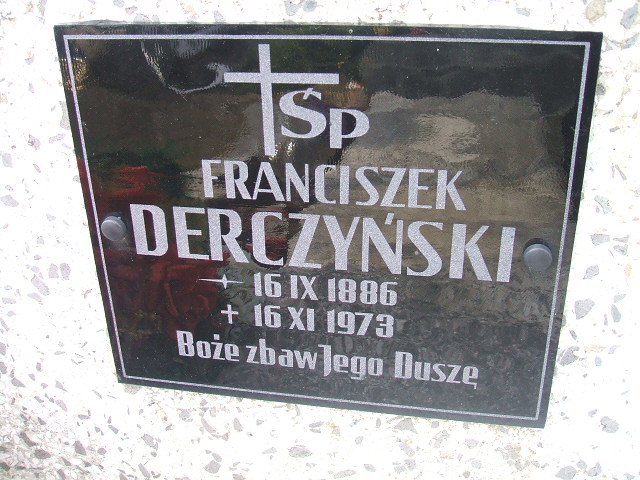 ŚP
FRANCISZEK
DERCZYŃSKI
16 IX 1886
+ 16 XI 1973
Boże zbaw Jego Duszę